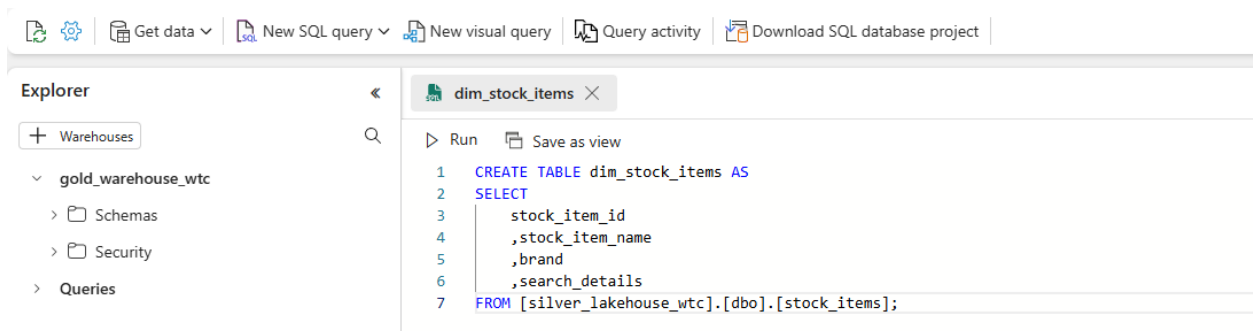 Get data New SQL query New visual query Query activity Download SQL database project
Explorer «
dim_stock_items
+ Warehouses
Run Save as view
gold_warehouse_wtc
Schemas
Security
Queries
1 CREATE TABLE dim_stock_items AS
2 SELECT
3 stock_item_id
4 ,stock_item_name
5 ,brand
6 ,search_details
7 FROM [silver_lakehouse_wtc].[dbo].[stock_items];